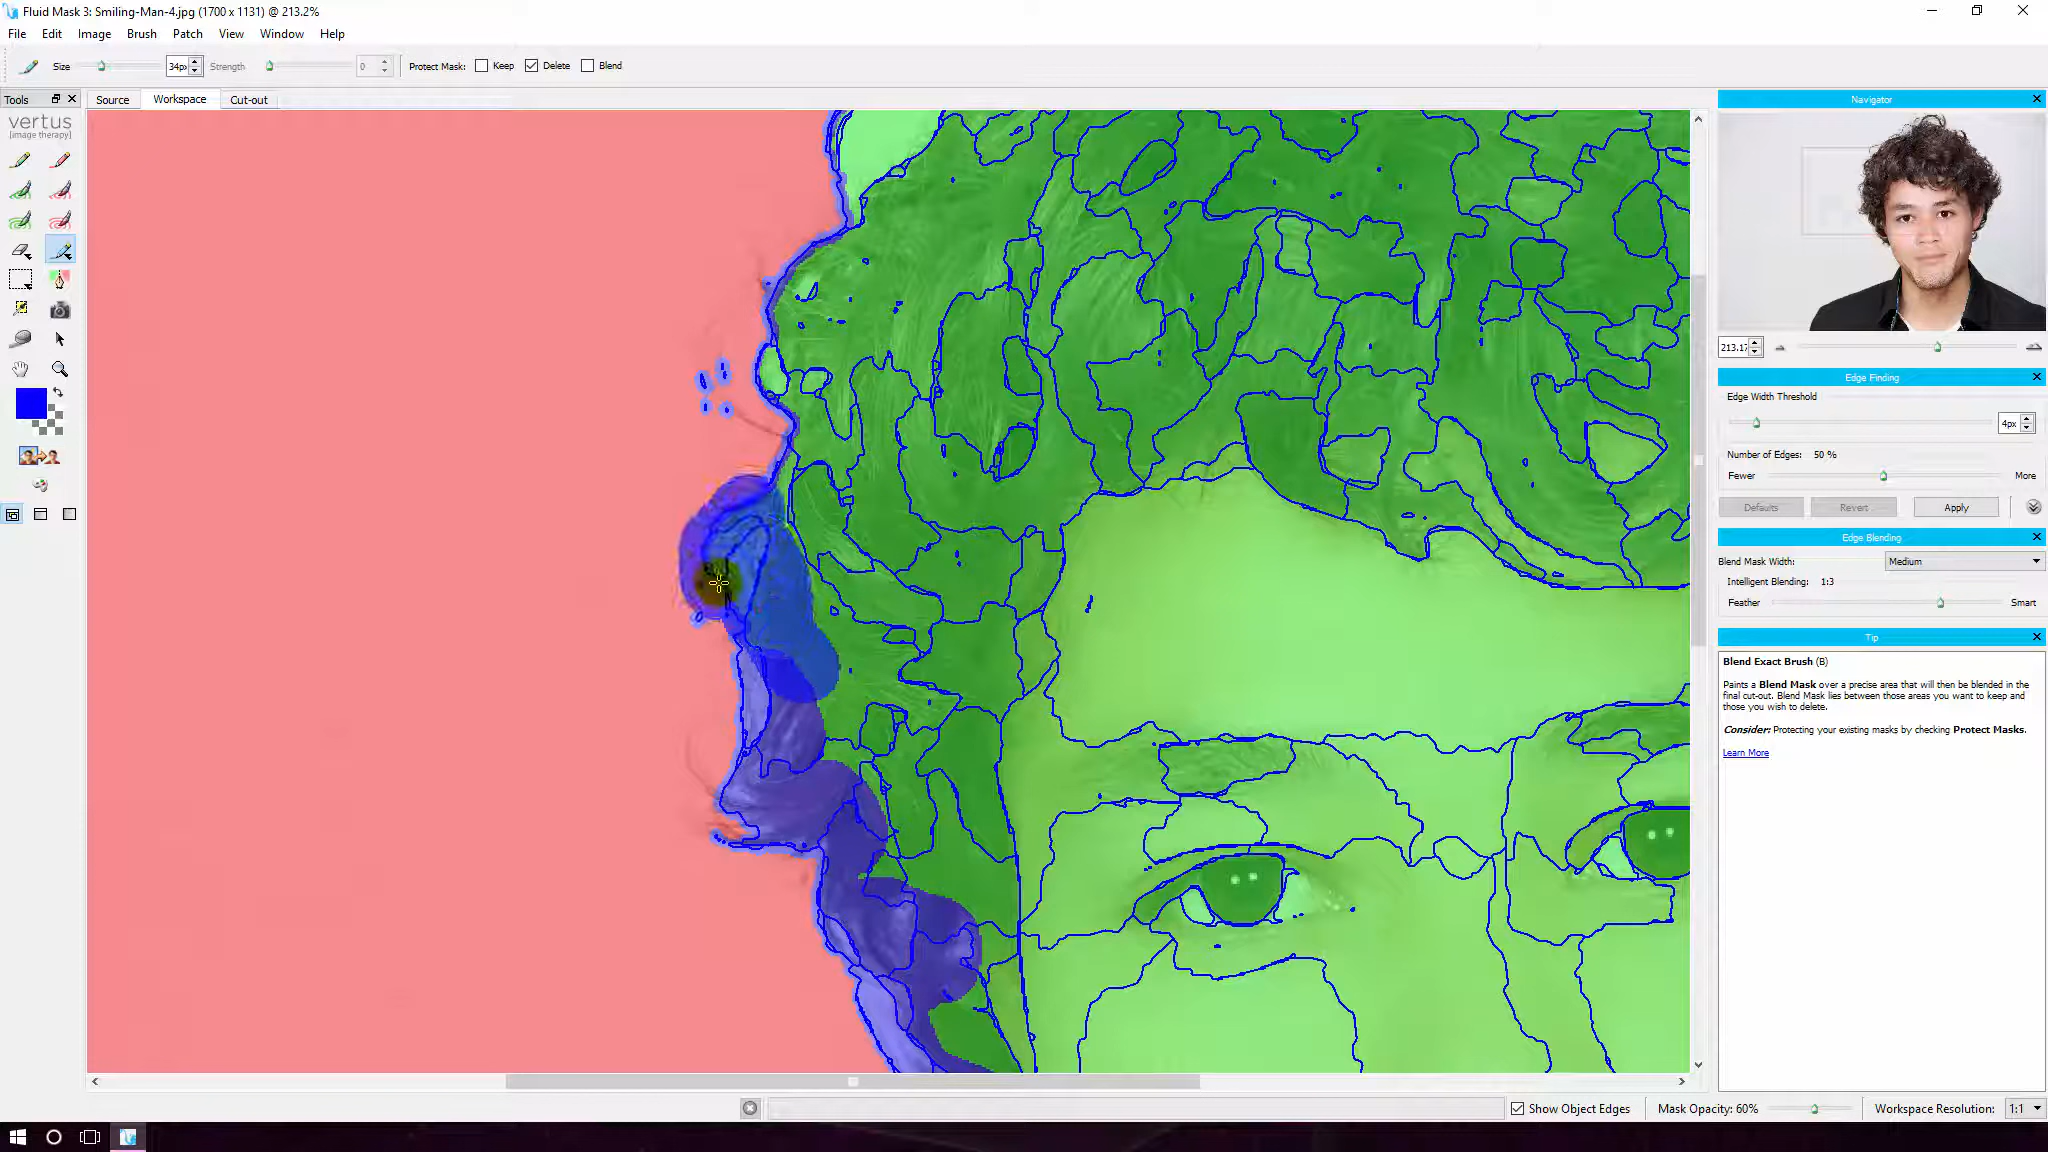 Fluid Mask 3: Smiling-Man-4.jpg (1700 x 1131) @ 213.2%
File Edit Image Brush Patch View Window Help
Size 34px Strength 0 Protect Mask: Keep Delete Blend
Tools Source Workspace Cut-out
vertus
[image therapy]
Navigator
213.17
Edge Finding
Edge Width Threshold
4px
Number of Edges: 50 %
Fewer More
Defaults Revert Apply
Edge Blending
Blend Mask Width: Medium
Intelligent Blending: 1:3
Feather Smart
Tip
Blend Exact Brush (B)
Paints a Blend Mask over a precise area that will then be blended in the
final cut-out. Blend Mask lies between those areas you want to keep and
those you wish to delete.
Consider: Protecting your existing masks by checking Protect Masks.
Learn More
Show Object Edges Mask Opacity: 60% Workspace Resolution: 1:1